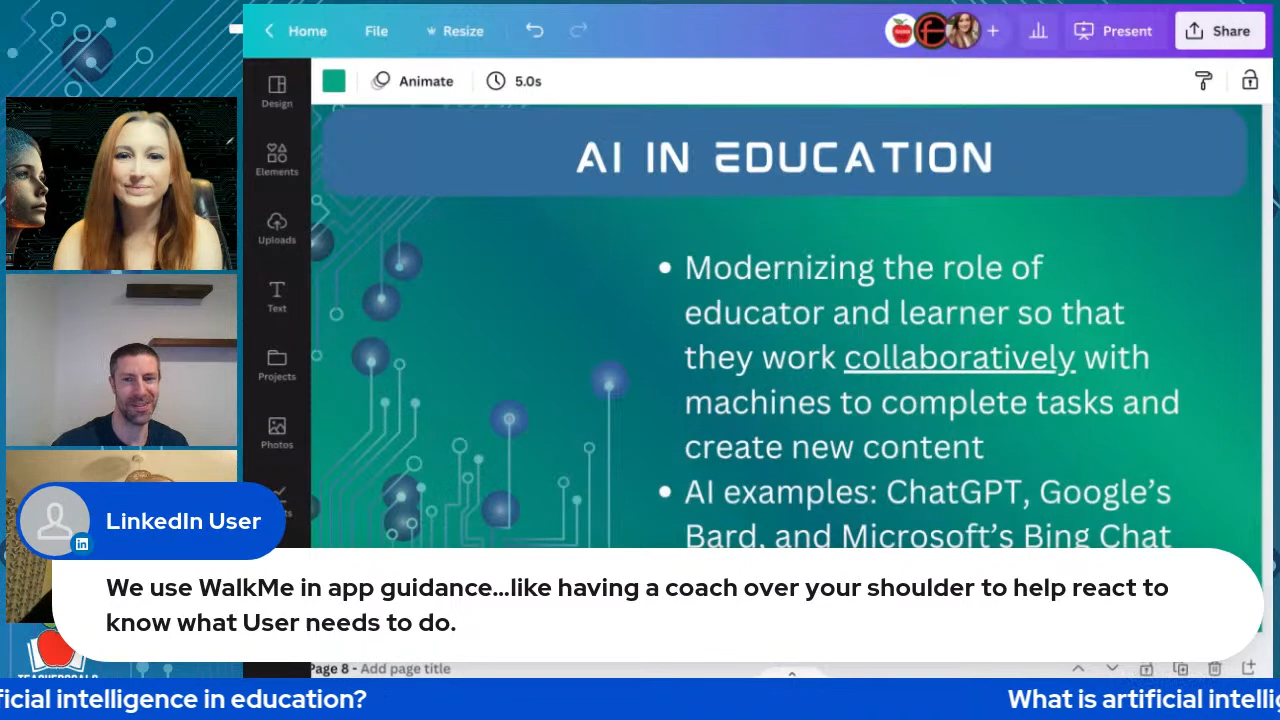 Home
File
Resize
Present
Share
Design
Animate
5.0s
Elements
Uploads
Text
Projects
Photos
AI IN EDUCATION
• Modernizing the role of
educator and learner so that
they work collaboratively with
machines to complete tasks and
create new content
• AI examples: ChatGPT, Google's
Bard, and Microsoft's Bing Chat
LinkedIn User
in
We use WalkMe in app guidance...like having a coach over your shoulder to help react to
know what User needs to do.
Page 8 - Add page title
ficial intelligence in education?
What is artificial intellig